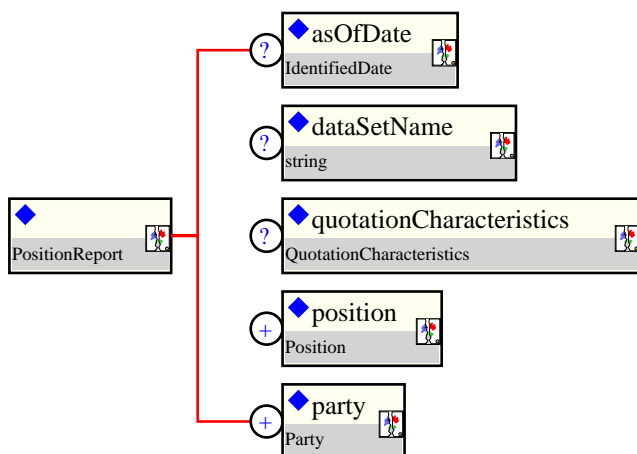 ?
asOfDate
IdentifiedDate
?
dataSetName
string
PositionReport
?
quotationCharacteristics
QuotationCharacteristics
+
position
Position
+
party
Party